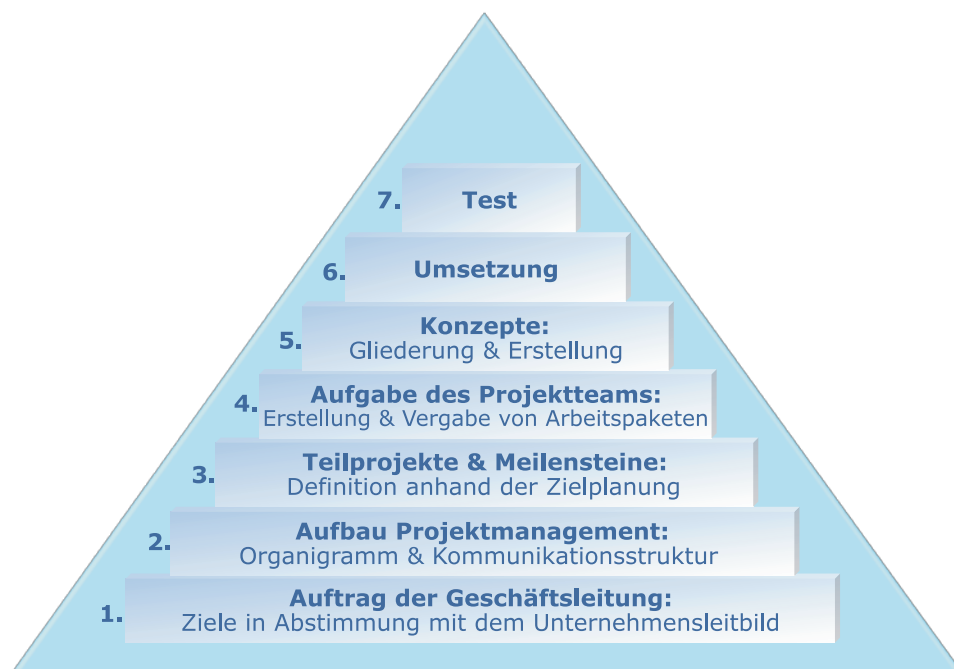 7. Test
6. Umsetzung
5. Konzepte:
Gliederung & Erstellung
4. Aufgabe des Projektteams:
Erstellung & Vergabe von Arbeitspaketen
3. Teilprojekte & Meilensteine:
Definition anhand der Zielplanung
2. Aufbau Projektmanagement:
Organigramm & Kommunikationsstruktur
1. Auftrag der Geschäftsleitung:
Ziele in Abstimmung mit dem Unternehmensleitbild